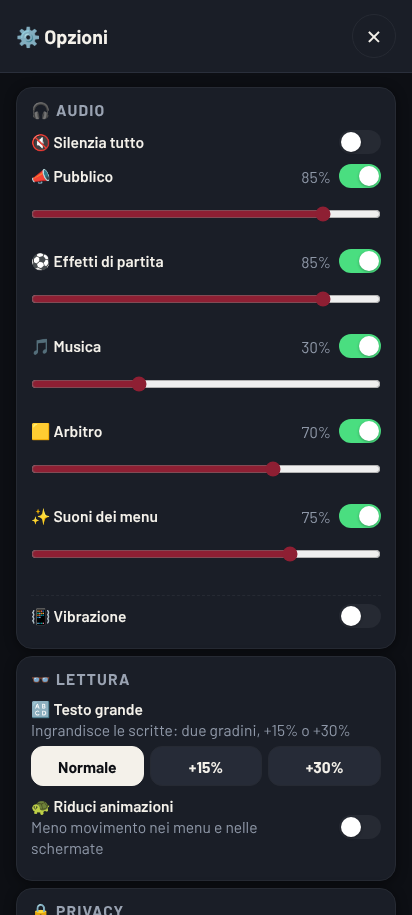 ⚙️ Opzioni
✕
🎧 AUDIO
🔇 Silenzia tutto
📣 Pubblico 85%
⚽ Effetti di partita 85%
🎵 Musica 30%
🟨 Arbitro 70%
✨ Suoni dei menu 75%
📳 Vibrazione
👓 LETTURA
🔠 Testo grande
Ingrandisce le scritte: due gradini, +15% o +30%
Normale +15% +30%
🐢 Riduci animazioni
Meno movimento nei menu e nelle
schermate
🔒 PRIVACY